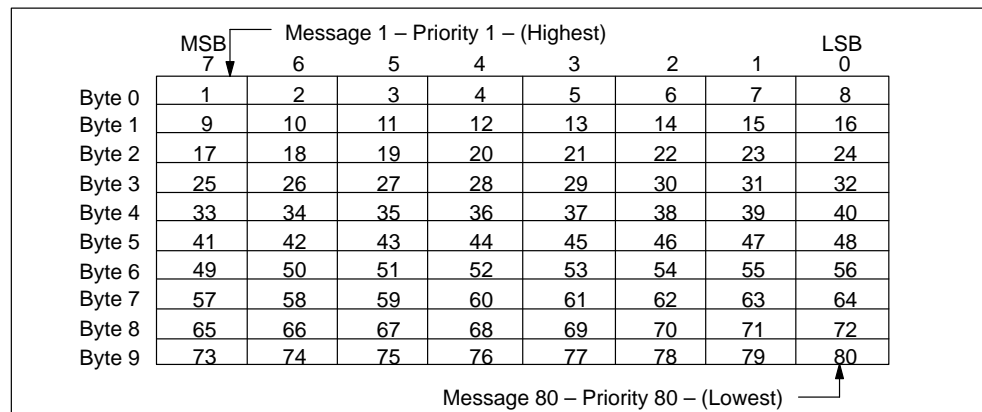 Message 1 – Priority 1 – (Highest)
MSB LSB
7 6 5 4 3 2 1 0
Byte 0 1 2 3 4 5 6 7 8
Byte 1 9 10 11 12 13 14 15 16
Byte 2 17 18 19 20 21 22 23 24
Byte 3 25 26 27 28 29 30 31 32
Byte 4 33 34 35 36 37 38 39 40
Byte 5 41 42 43 44 45 46 47 48
Byte 6 49 50 51 52 53 54 55 56
Byte 7 57 58 59 60 61 62 63 64
Byte 8 65 66 67 68 69 70 71 72
Byte 9 73 74 75 76 77 78 79 80
Message 80 – Priority 80 – (Lowest)